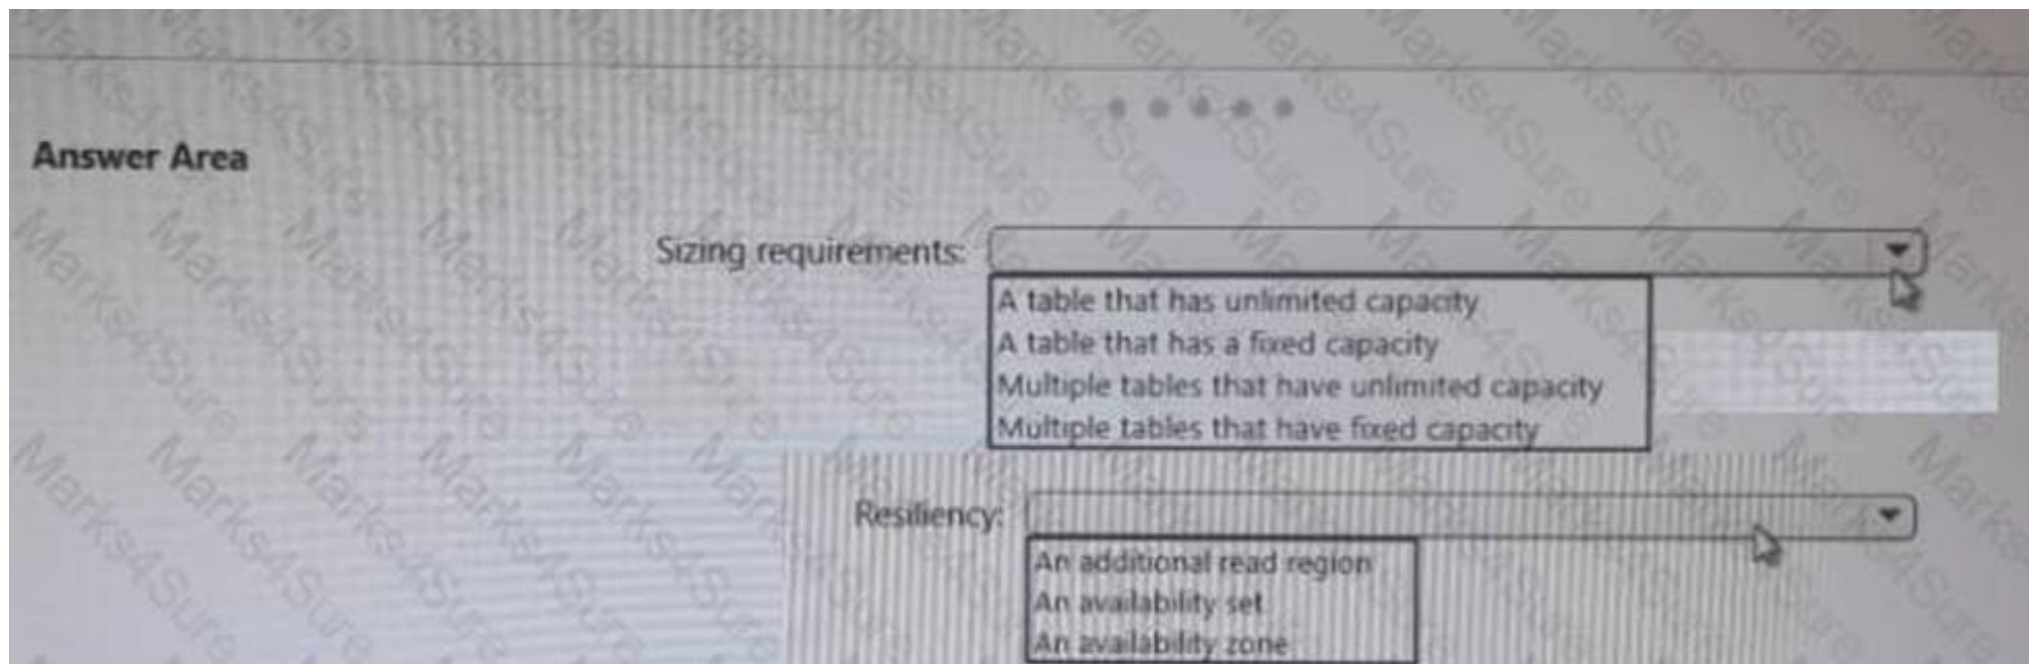 Answer Area
Sizing requirements:
A table that has unlimited capacity
A table that has a fixed capacity
Multiple tables that have unlimited capacity
Multiple tables that have fixed capacity
Resiliency:
An additional read region
An availability set
An availability zone
Marks4Sure